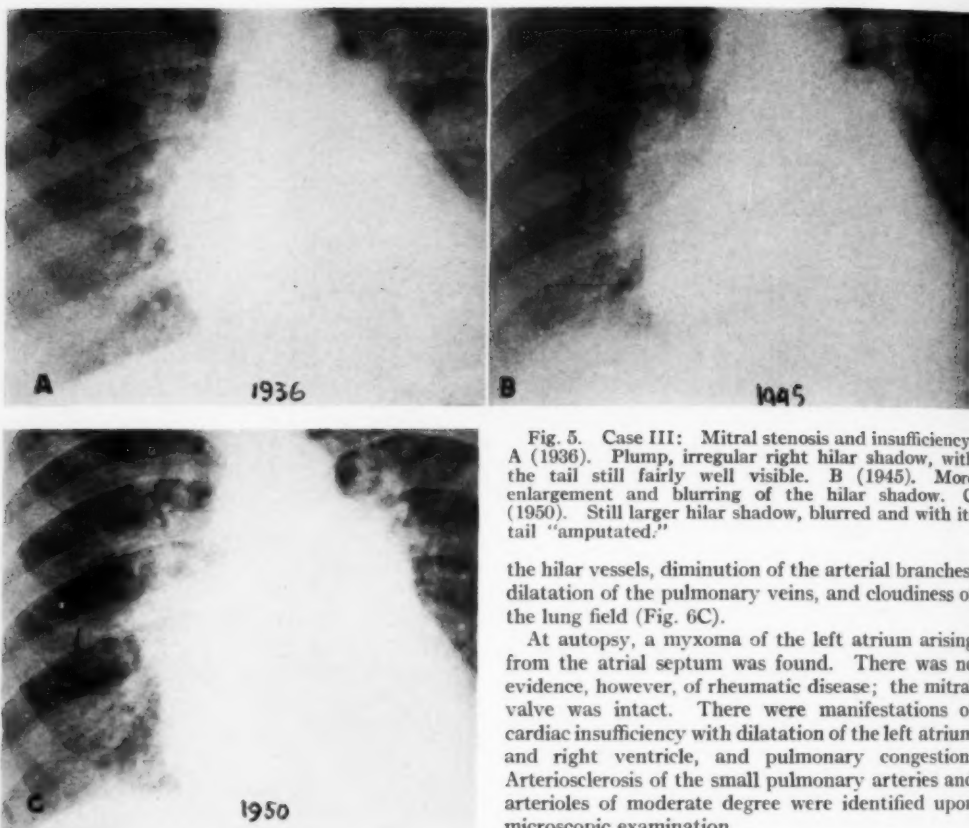 A
1936
B
1945
Fig. 5. Case III: Mitral stenosis and insufficiency
A (1936). Plump, irregular right hilar shadow, with
the tail still fairly well visible. B (1945). More
enlargement and blurring of the hilar shadow. C
(1950). Still larger hilar shadow, blurred and with it
tail "amputated."
the hilar vessels, diminution of the arterial branches
dilatation of the pulmonary veins, and cloudiness o
the lung field (Fig. 6C).
At autopsy, a myxoma of the left atrium arising
from the atrial septum was found. There was no
evidence, however, of rheumatic disease; the mitra
valve was intact. There were manifestations o
cardiac insufficiency with dilatation of the left atrium
and right ventricle, and pulmonary congestion
Arteriosclerosis of the small pulmonary arteries and
arterioles of moderate degree were identified upon
microscopic examination.
C
1950